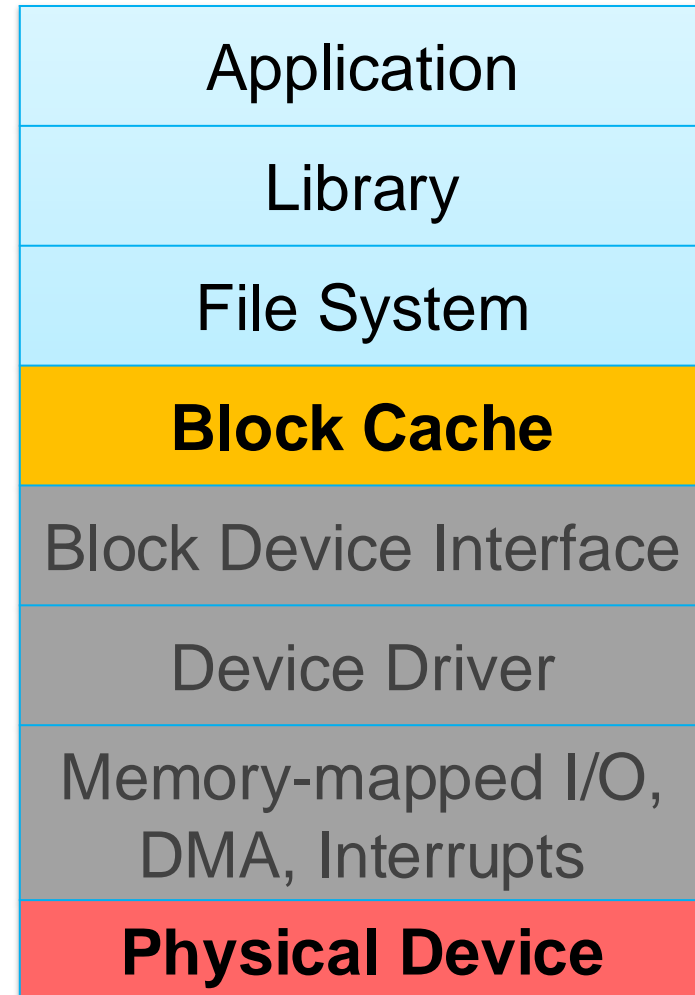 Application
Library
File System
Block Cache
Block Device Interface
Device Driver
Memory-mapped I/O,
DMA, Interrupts
Physical Device